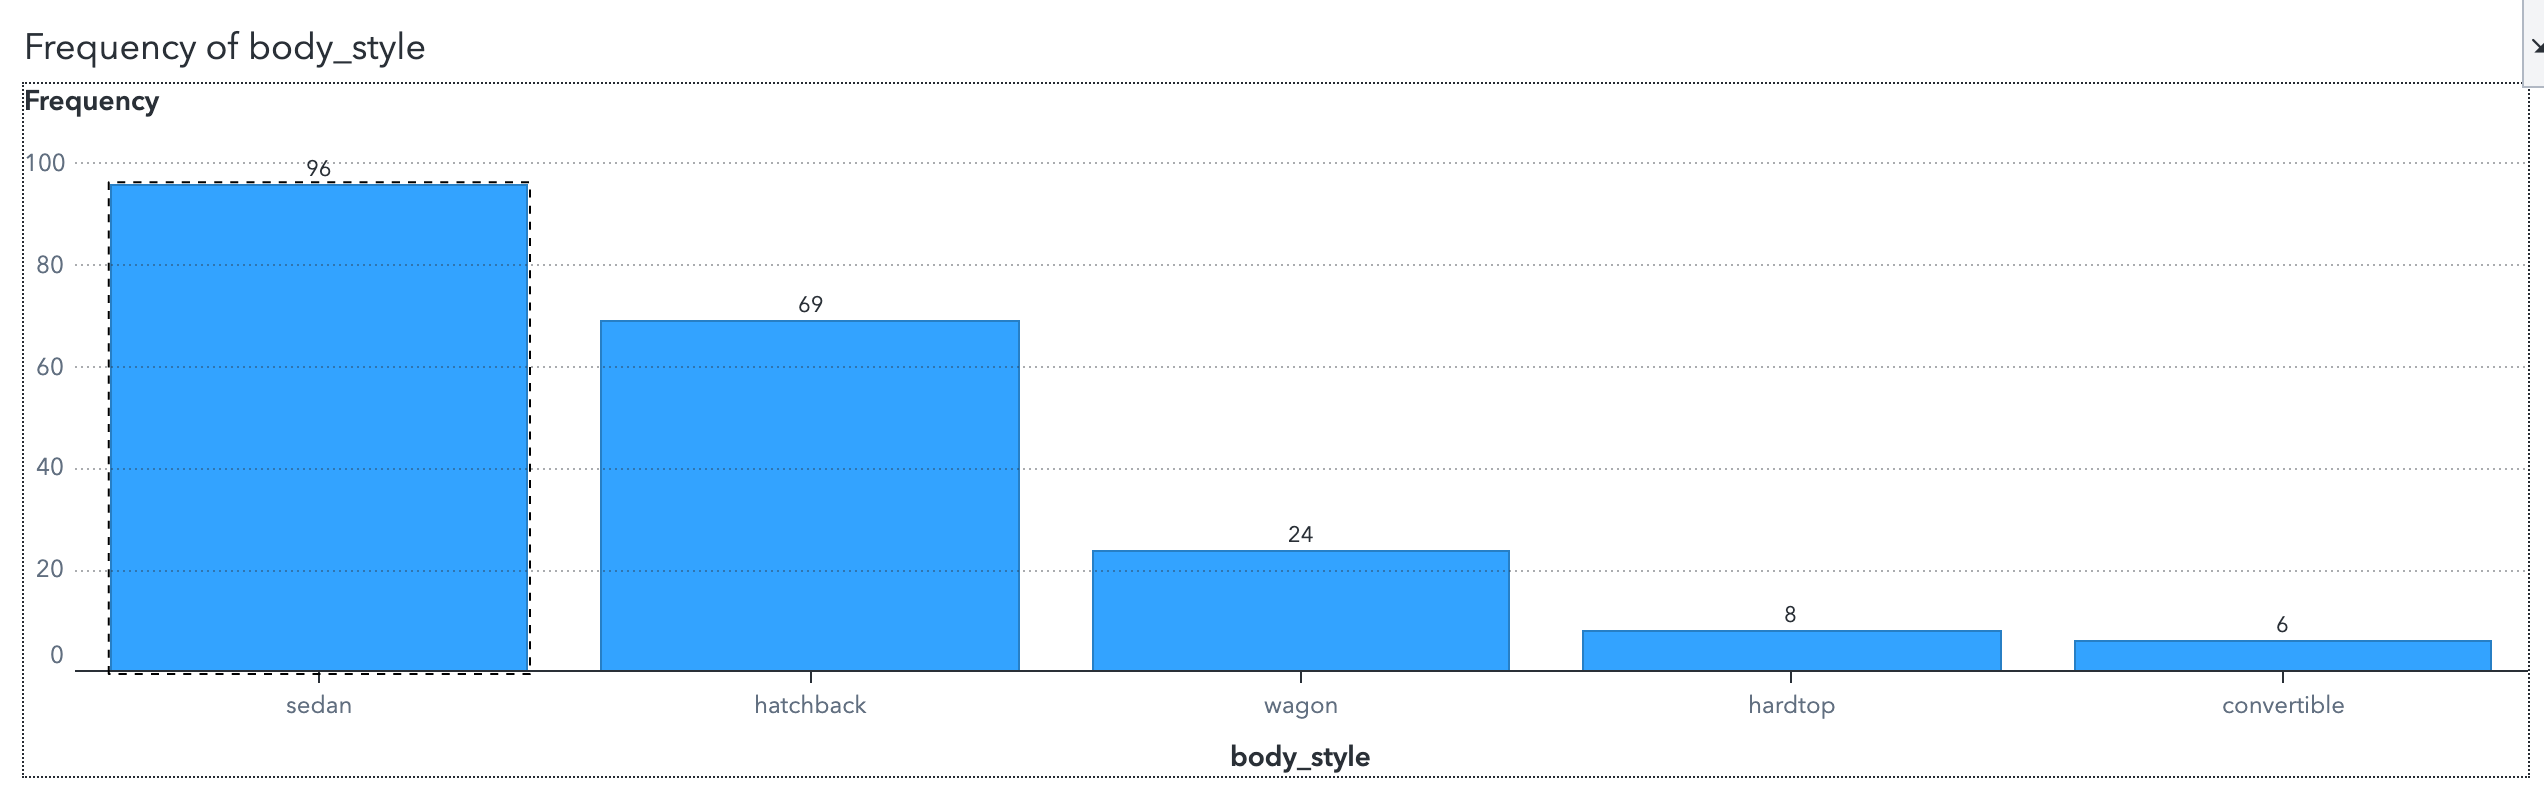 Frequency of body_style
Frequency
100
96
80
69
60
40
24
20
8
6
0
sedan hatchback wagon hardtop convertible
body_style